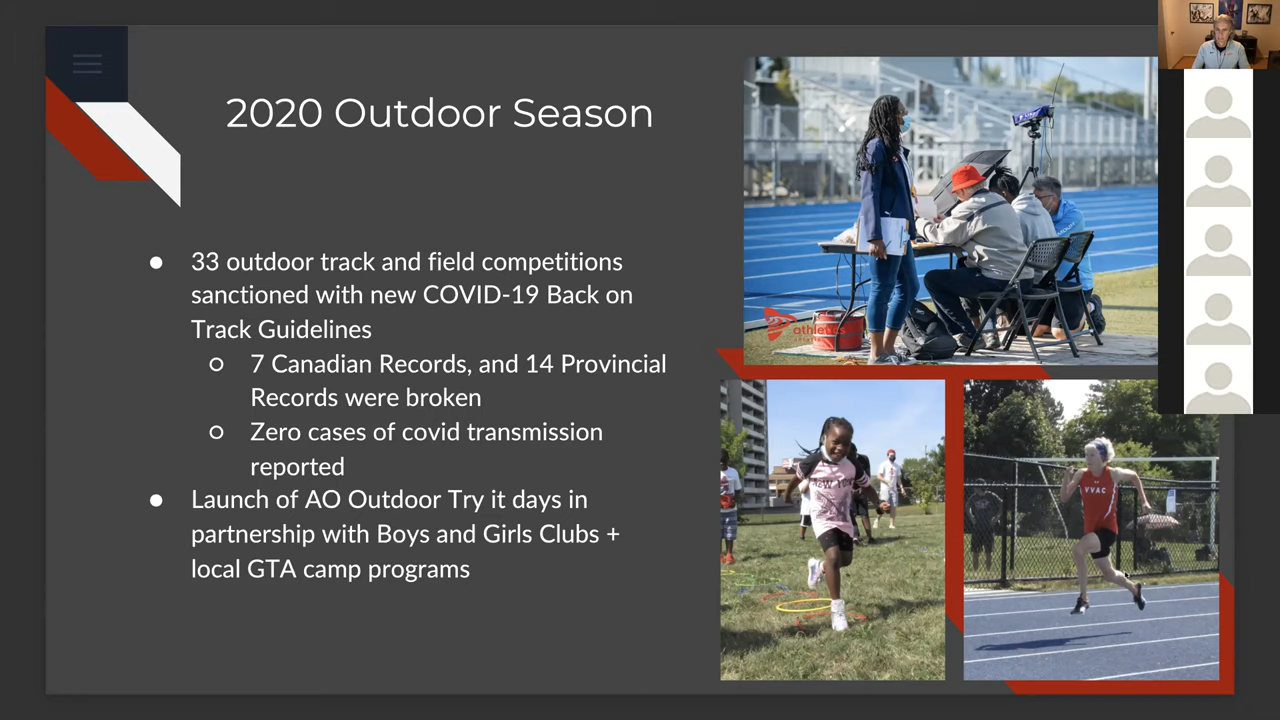 2020 Outdoor Season
33 outdoor track and field competitions
sanctioned with new COVID-19 Back on
Track Guidelines
7 Canadian Records, and 14 Provincial
Records were broken
Zero cases of covid transmission
reported
Launch of AO Outdoor Try it days in
partnership with Boys and Girls Clubs +
local GTA camp programs
NEW YORK
VVAC